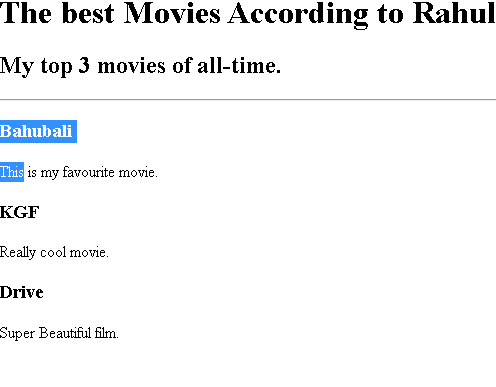 The best Movies According to Rahul
My top 3 movies of all-time.
Bahubali
This is my favourite movie.
KGF
Really cool movie.
Drive
Super Beautiful film.